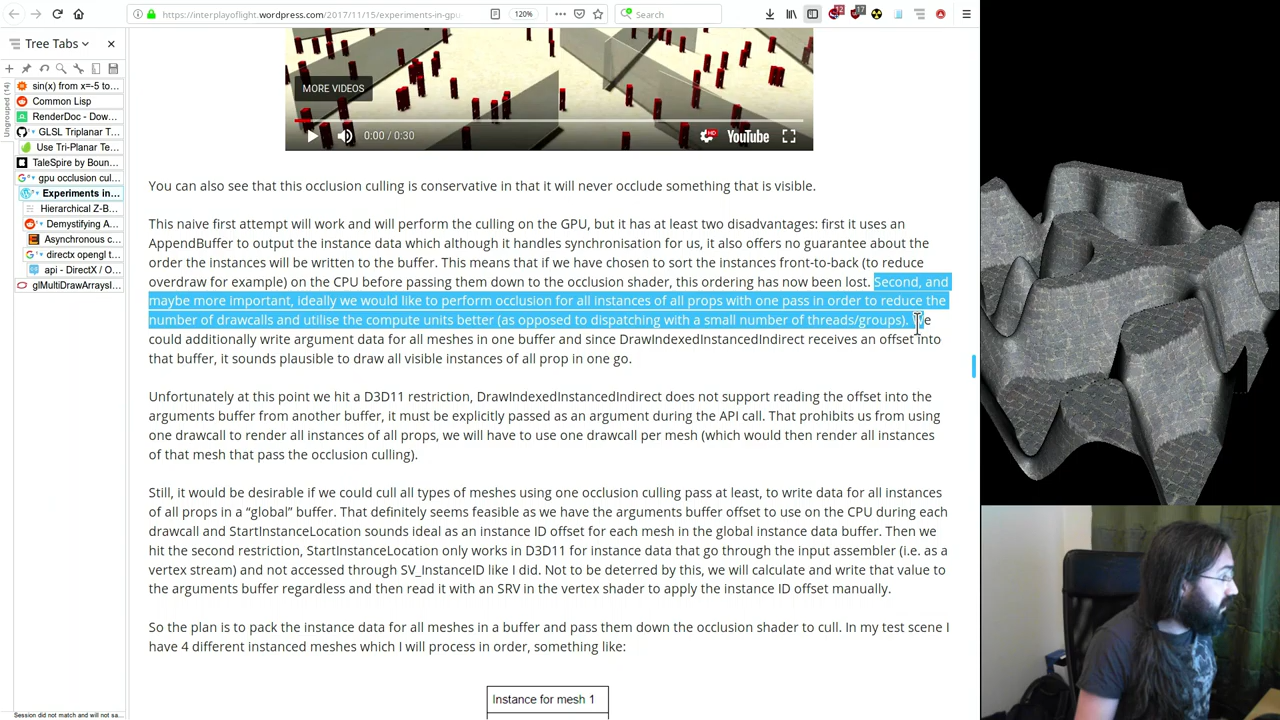 https://interplayoflight.wordpress.com/2017/11/15/experiments-in-gpu
120%
Search
12
17
Tree Tabs
Ungrouped (14)
sin(x) from x=-5 to...
Common Lisp
RenderDoc - Dow...
GLSL Triplanar T...
Use Tri-Planar Te...
TaleSpire by Boun...
gpu occlusion cul...
Experiments in...
Hierarchical Z-B...
Demystifying A...
Asynchronous c...
directx opengl t...
api - DirectX / O...
glMultiDrawArraysI...
Session did not match and will not sa...
MORE VIDEOS
0:00 / 0:30
HD
YouTube
You can also see that this occlusion culling is conservative in that it will never occlude something that is visible.
This naive first attempt will work and will perform the culling on the GPU, but it has at least two disadvantages: first it uses an
AppendBuffer to output the instance data which although it handles synchronisation for us, it also offers no guarantee about the
order the instances will be written to the buffer. This means that if we have chosen to sort the instances front-to-back (to reduce
overdraw for example) on the CPU before passing them down to the occlusion shader, this ordering has now been lost. Second, and
maybe more important, ideally we would like to perform occlusion for all instances of all props with one pass in order to reduce the
number of drawcalls and utilise the compute units better (as opposed to dispatching with a small number of threads/groups). We
could additionally write argument data for all meshes in one buffer and since DrawIndexedInstancedIndirect receives an offset into
that buffer, it sounds plausible to draw all visible instances of all prop in one go.
Unfortunately at this point we hit a D3D11 restriction, DrawIndexedInstancedIndirect does not support reading the offset into the
arguments buffer from another buffer, it must be explicitly passed as an argument during the API call. That prohibits us from using
one drawcall to render all instances of all props, we will have to use one drawcall per mesh (which would then render all instances
of that mesh that pass the occlusion culling).
Still, it would be desirable if we could cull all types of meshes using one occlusion culling pass at least, to write data for all instances
of all props in a “global” buffer. That definitely seems feasible as we have the arguments buffer offset to use on the CPU during each
drawcall and StartInstanceLocation sounds ideal as an instance ID offset for each mesh in the global instance data buffer. Then we
hit the second restriction, StartInstanceLocation only works in D3D11 for instance data that go through the input assembler (i.e. as a
vertex stream) and not accessed through SV_InstanceID like I did. Not to be deterred by this, we will calculate and write that value to
the arguments buffer regardless and then read it with an SRV in the vertex shader to apply the instance ID offset manually.
So the plan is to pack the instance data for all meshes in a buffer and pass them down the occlusion shader to cull. In my test scene I
have 4 different instanced meshes which I will process in order, something like:
Instance for mesh 1